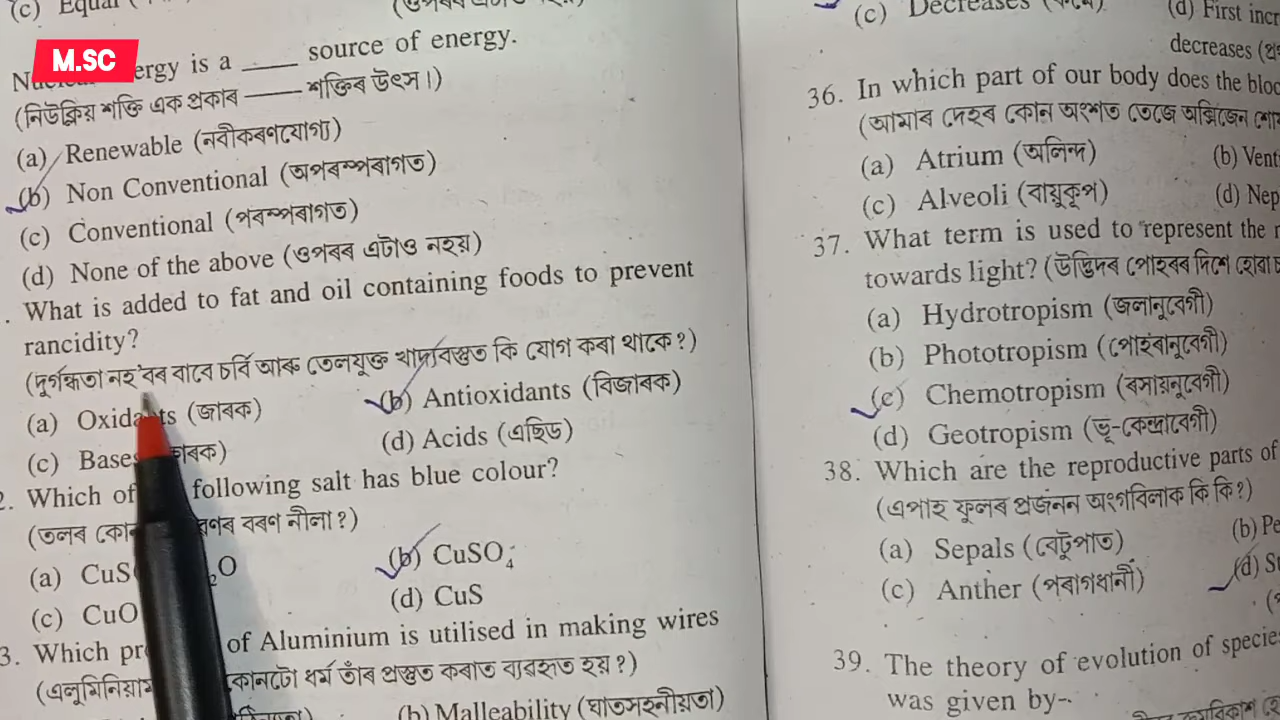 (c) Equal
M.SC
ergy is a ____ source of energy.
(নিউক্লিয় শক্তি এক প্ৰকাৰ ____ শক্তিৰ উৎস।)
(a) Renewable (নবীকৰণযোগ্য)
(b) Non Conventional (অপৰম্পৰাগত)
(c) Conventional (পৰম্পৰাগত)
(d) None of the above (ওপৰৰ এটাও নহয়)
. What is added to fat and oil containing foods to prevent
rancidity?
(দুৰ্গন্ধতা নহ'বৰ বাবে চৰ্বি আৰু তেলযুক্ত খাদ্যবস্তুত কি যোগ কৰা থাকে?)
(a) Oxidants (জাৰক) (b) Antioxidants (বিজাৰক)
(c) Bases (d) Acids (এছিড)
2. Which of following salt has blue colour?
(তলৰ বৰণ নীলা?)
(a) CuS (b) CuSO₄
(c) CuO (d) CuS
3. Which of Aluminium is utilised in making wires
কোনটো ধৰ্ম তাঁৰ প্ৰস্তুত কৰাত ব্যৱহৃত হয়?)
(b) Malleability (ঘাতসহনীয়তা)
(c) Decreases (d) First incr
decreases
36. In which part of our body does the bloo
(আমাৰ দেহৰ কোন অংশত তেজে অক্সিজেন
(a) Atrium (অলিন্দ) (b) Vent
(c) Alveoli (বায়ুকূপ) (d) Nep
37. What term is used to represent the
towards light? (উদ্ভিদৰ পোহৰৰ দিশে হোৱা
(a) Hydrotropism (জলানুবেগী)
(b) Phototropism (পোহৰানুবেগী)
(c) Chemotropism (ৰসায়নুবেগী)
(d) Geotropism (ভূ-কেন্দ্ৰাবেগী)
38. Which are the reproductive parts of
(এপাহ ফুলৰ প্ৰজনন অংগবিলাক কি কি?)
(a) Sepals (বেটুপাত) (b) Pe
(c) Anther (পৰাগধানী) (d) S
39. The theory of evolution of specie
was given by-